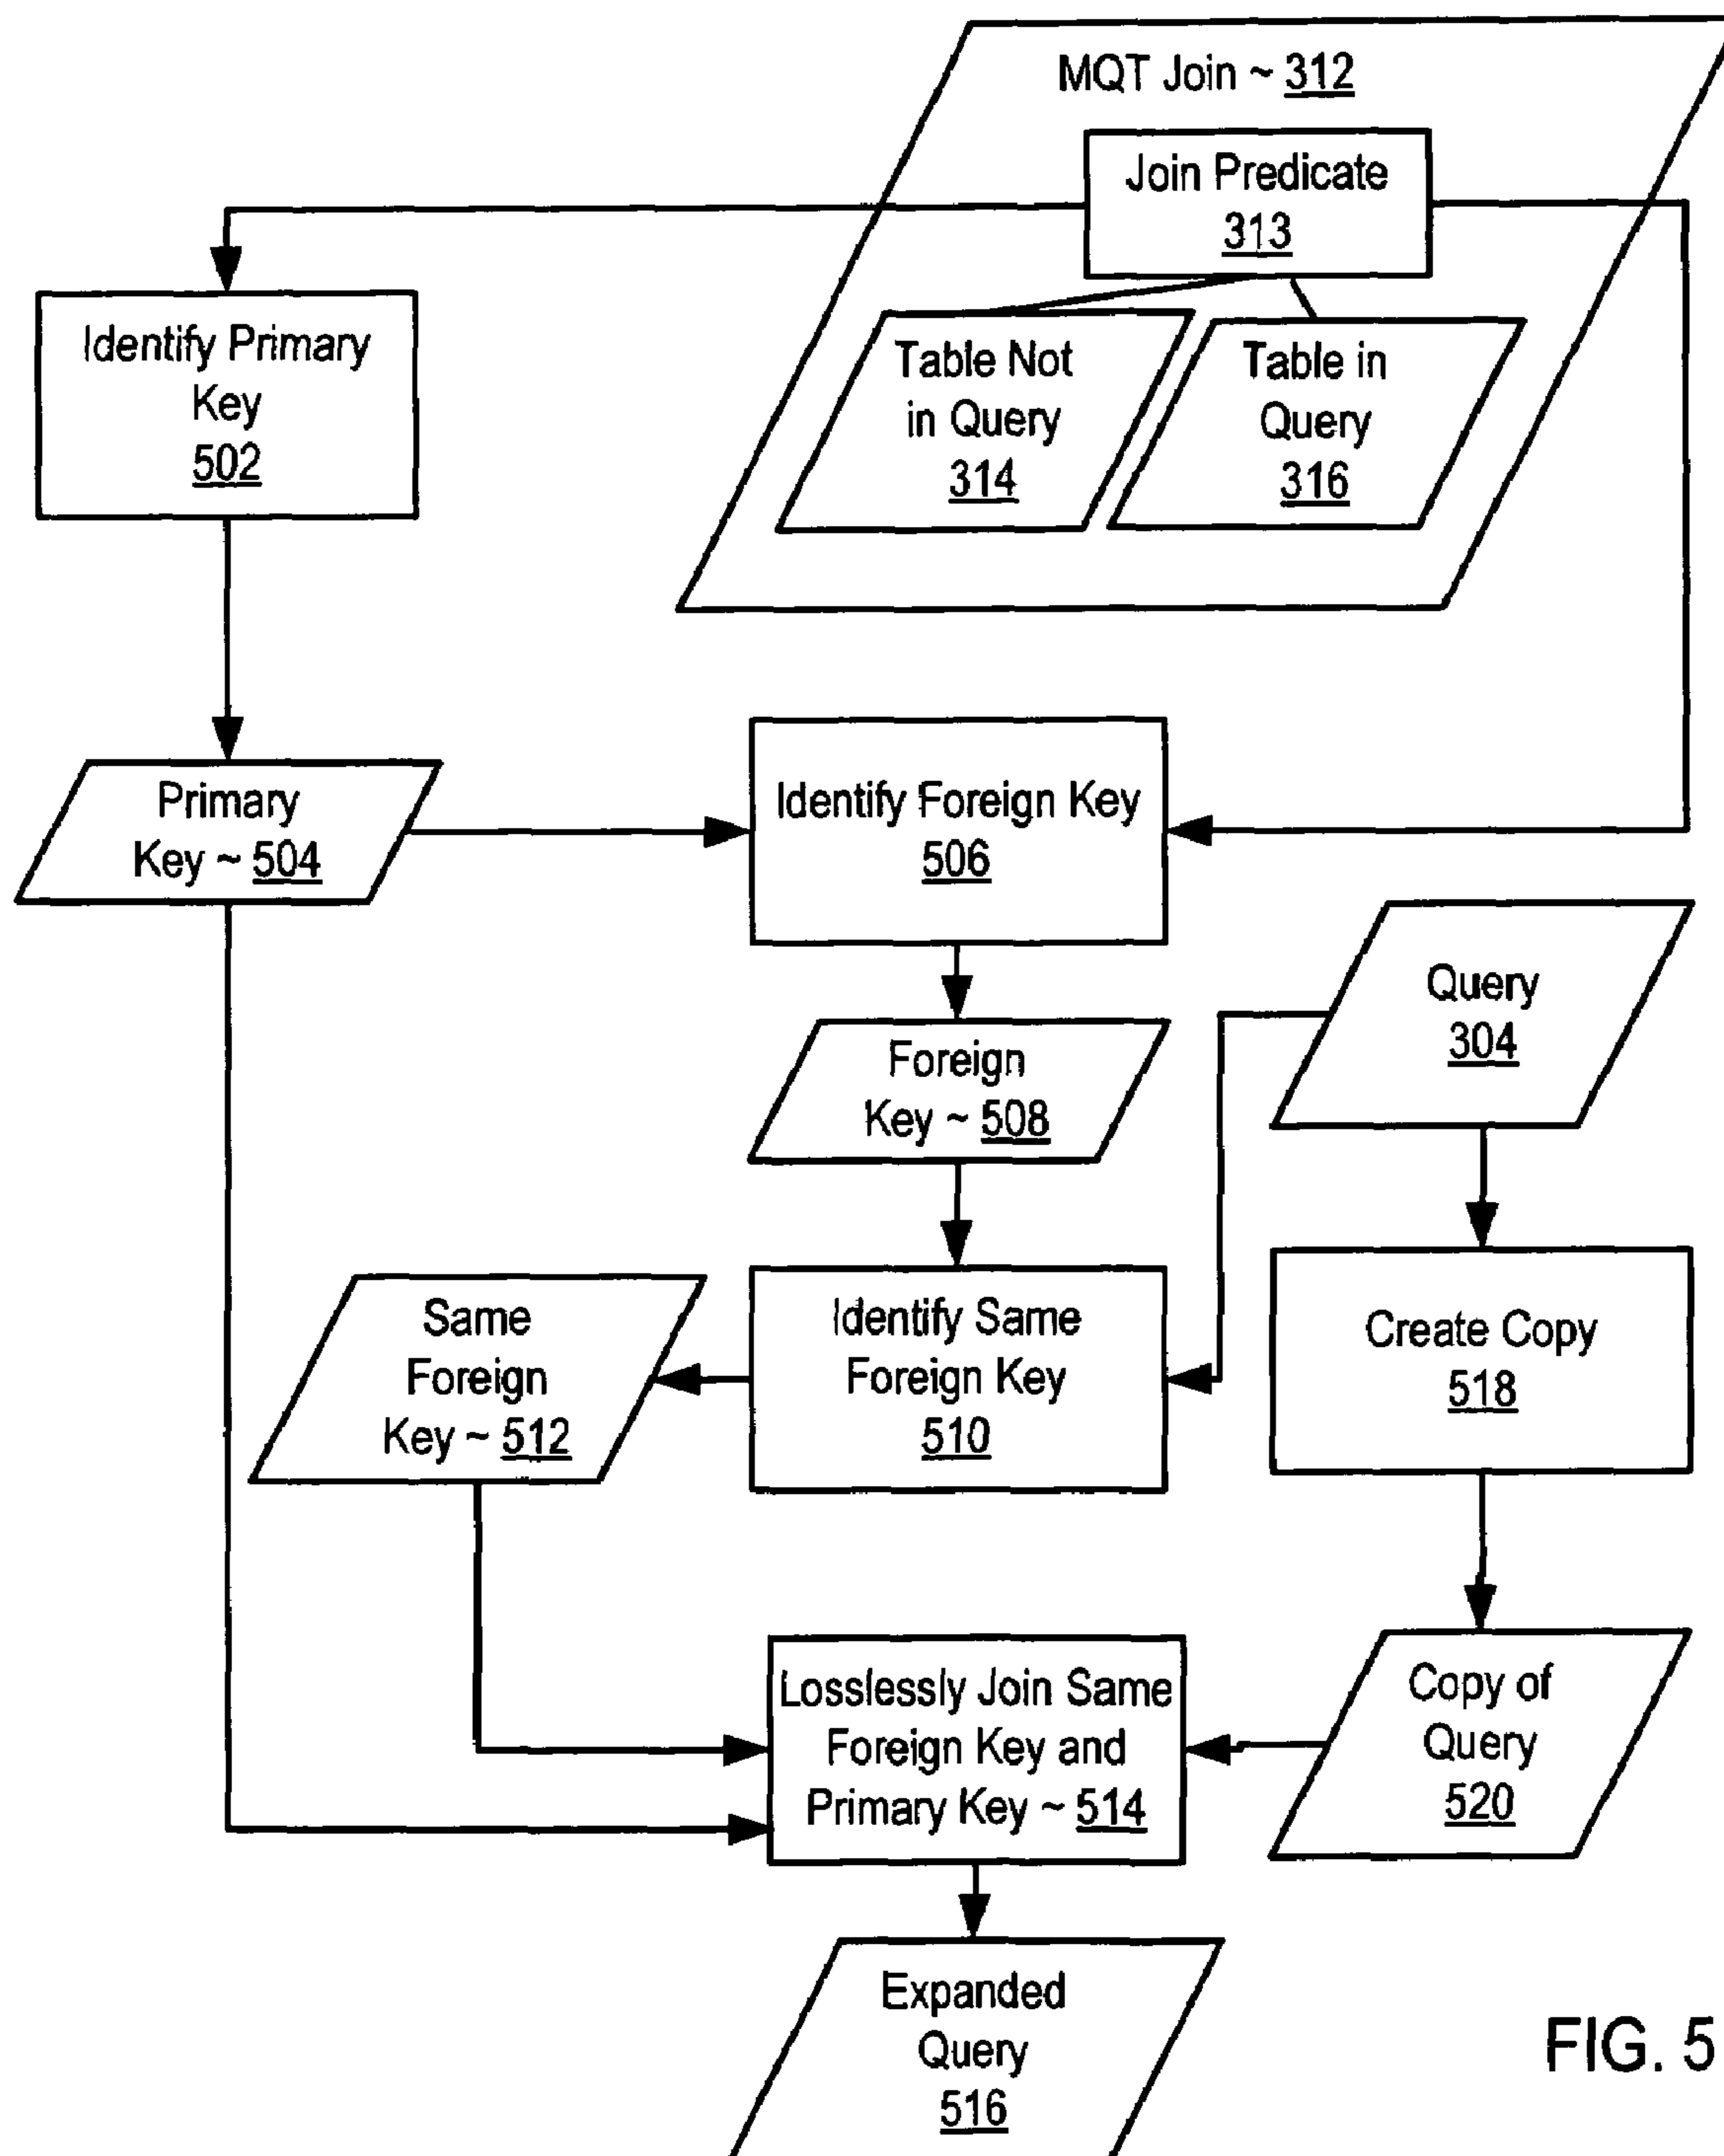 MQT Join ~ 312
Join Predicate
313
Identify Primary
Key
502
Table Not
in Query
314
Table in
Query
316
Primary
Key ~ 504
Identify Foreign Key
506
Query
304
Foreign
Key ~ 508
Same
Foreign
Key ~ 512
Identify Same
Foreign Key
510
Create Copy
518
Losslessly Join Same
Foreign Key and
Primary Key ~ 514
Copy of
Query
520
Expanded
Query
516
FIG. 5